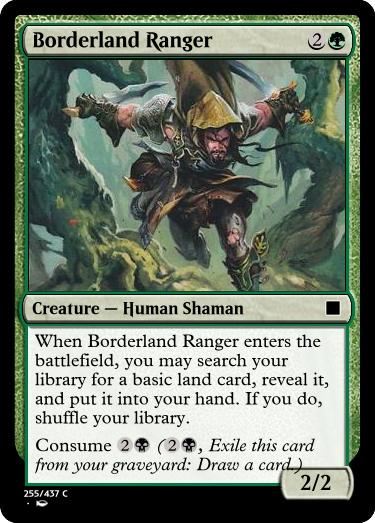 Borderland Ranger 2
Creature — Human Shaman
When Borderland Ranger enters the
battlefield, you may search your
library for a basic land card, reveal it,
and put it into your hand. If you do,
shuffle your library.
Consume 2 (2, Exile this card
from your graveyard: Draw a card.)
2/2
255/437 C